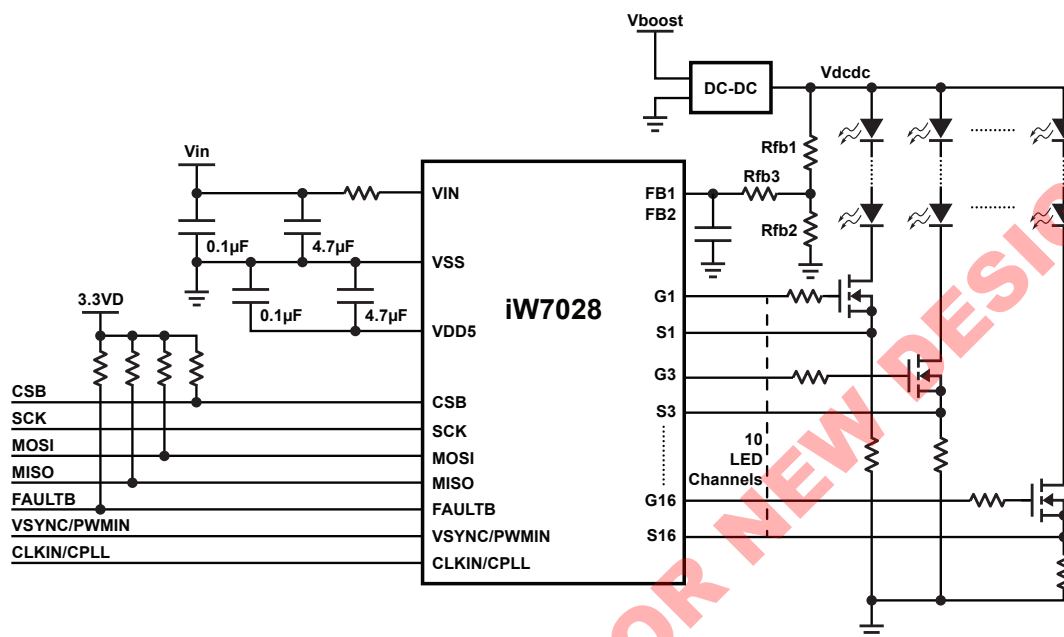 Vboost
DC-DC
Vdcdc
Vin
0.1µF
4.7µF
0.1µF
4.7µF
3.3VD
CSB
SCK
MOSI
MISO
FAULTB
VSYNC/PWMIN
CLKIN/CPLL
iW7028
VIN
VSS
VDD5
CSB
SCK
MOSI
MISO
FAULTB
VSYNC/PWMIN
CLKIN/CPLL
FB1
FB2
G1
S1
G3
S3
G16
S16
Rfb1
Rfb3
Rfb2
10
LED
Channels
OR NEW DESIG